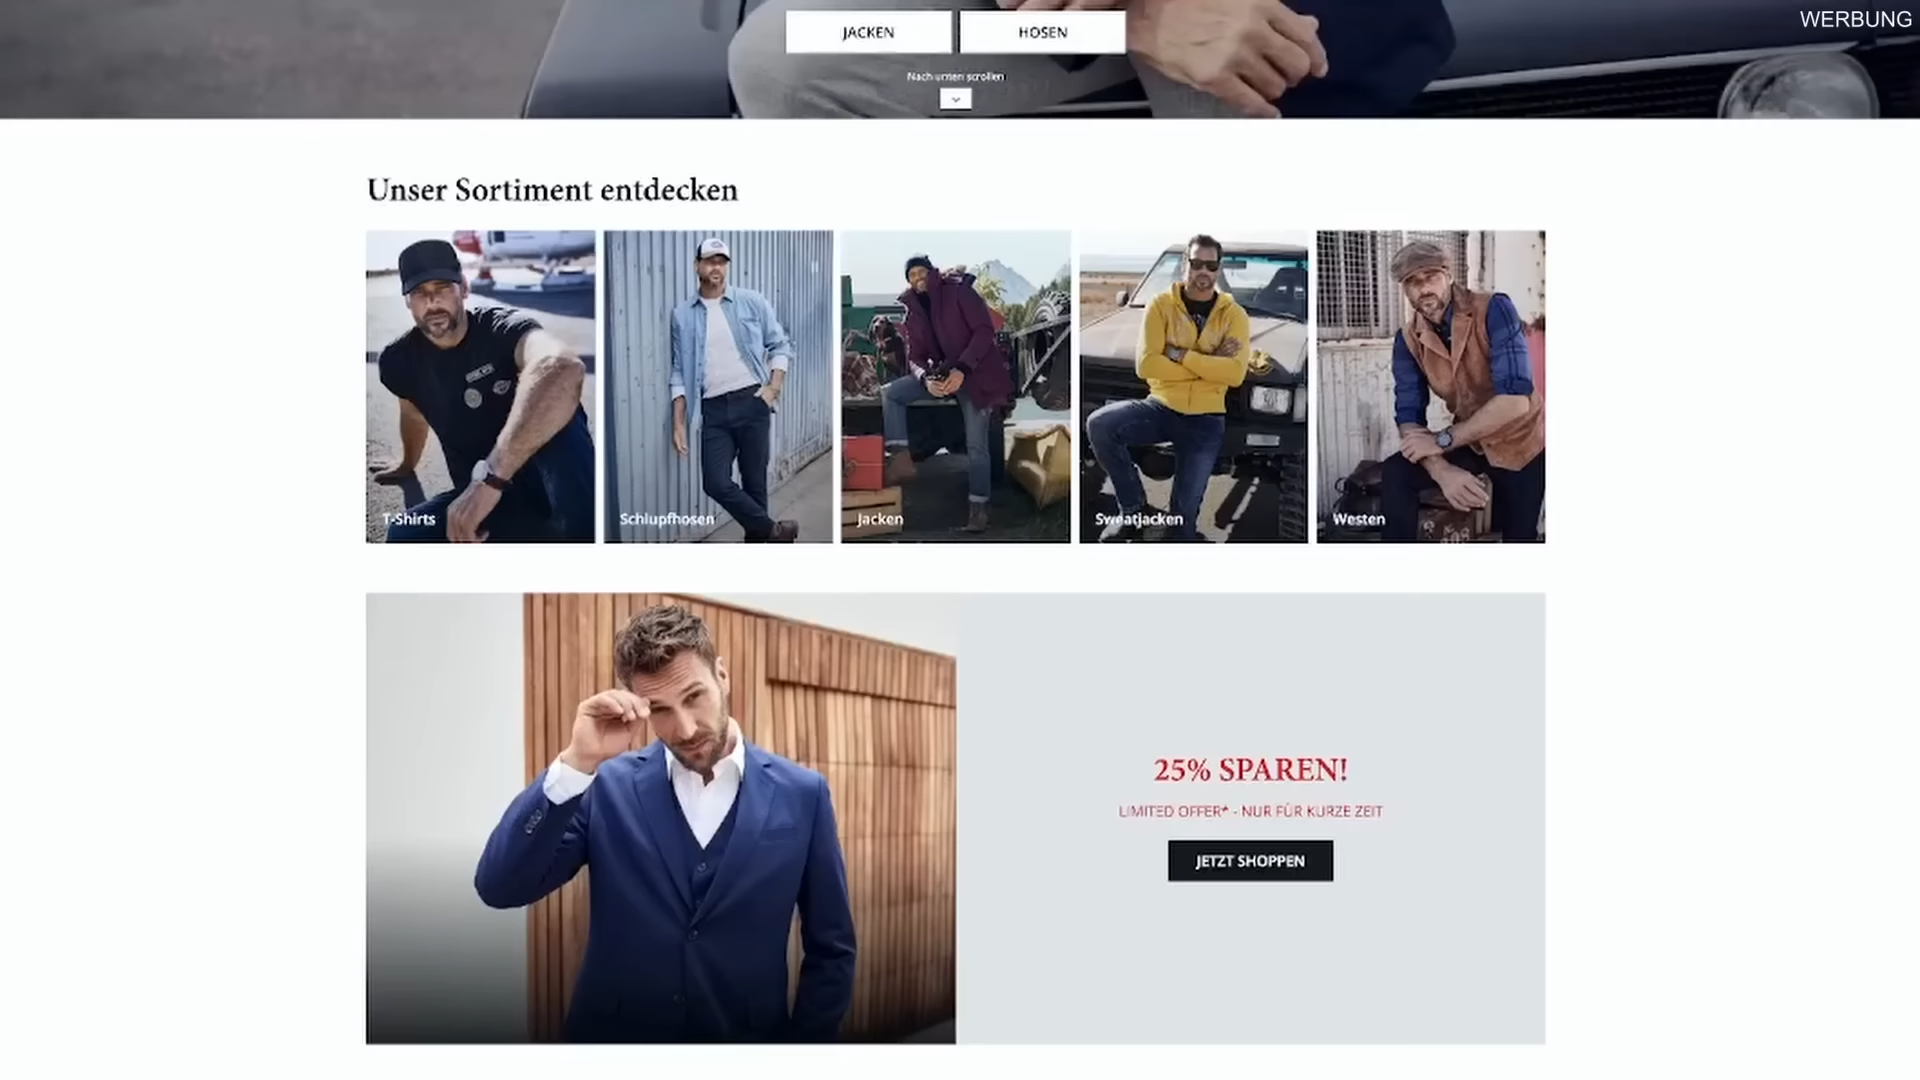 WERBUNG
JACKEN
HOSEN
Nach unten scrollen
Unser Sortiment entdecken
T-Shirts
Schlupfhosen
Jacken
Sweatjacken
Westen
25% SPAREN!
LIMITED OFFER* - NUR FÜR KURZE ZEIT
JETZT SHOPPEN